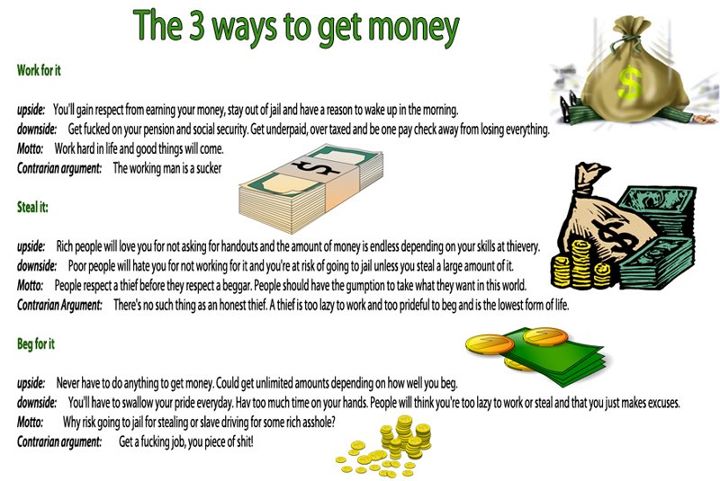 The 3 ways to get money
Work for it
upside: You'll gain respect from earning your money, stay out of jail and have a reason to wake up in the morning.
downside: Get fucked on your pension and social security. Get underpaid, over taxed and be one pay check away from losing everything.
Motto: Work hard in life and good things will come.
Contrarian argument: The working man is a sucker
Steal it:
upside: Rich people will love you for not asking for handouts and the amount of money is endless depending on your skills at thievery.
downside: Poor people will hate you for not working for it and you're at risk of going to jail unless you steal a large amount of it.
Motto: People respect a thief before they respect a beggar. People should have the gumption to take what they want in this world.
Contrarian Argument: There's no such thing as an honest thief. A thief is too lazy to work and too prideful to beg and is the lowest form of life.
Beg for it
upside: Never have to do anything to get money. Could get unlimited amounts depending on how well you beg.
downside: You'll have to swallow your pride everyday. Hav too much time on your hands. People will think you're too lazy to work or steal and that you just makes excuses.
Motto: Why risk going to jail for stealing or slave driving for some rich asshole?
Contrarian argument: Get a fucking job, you piece of shit!